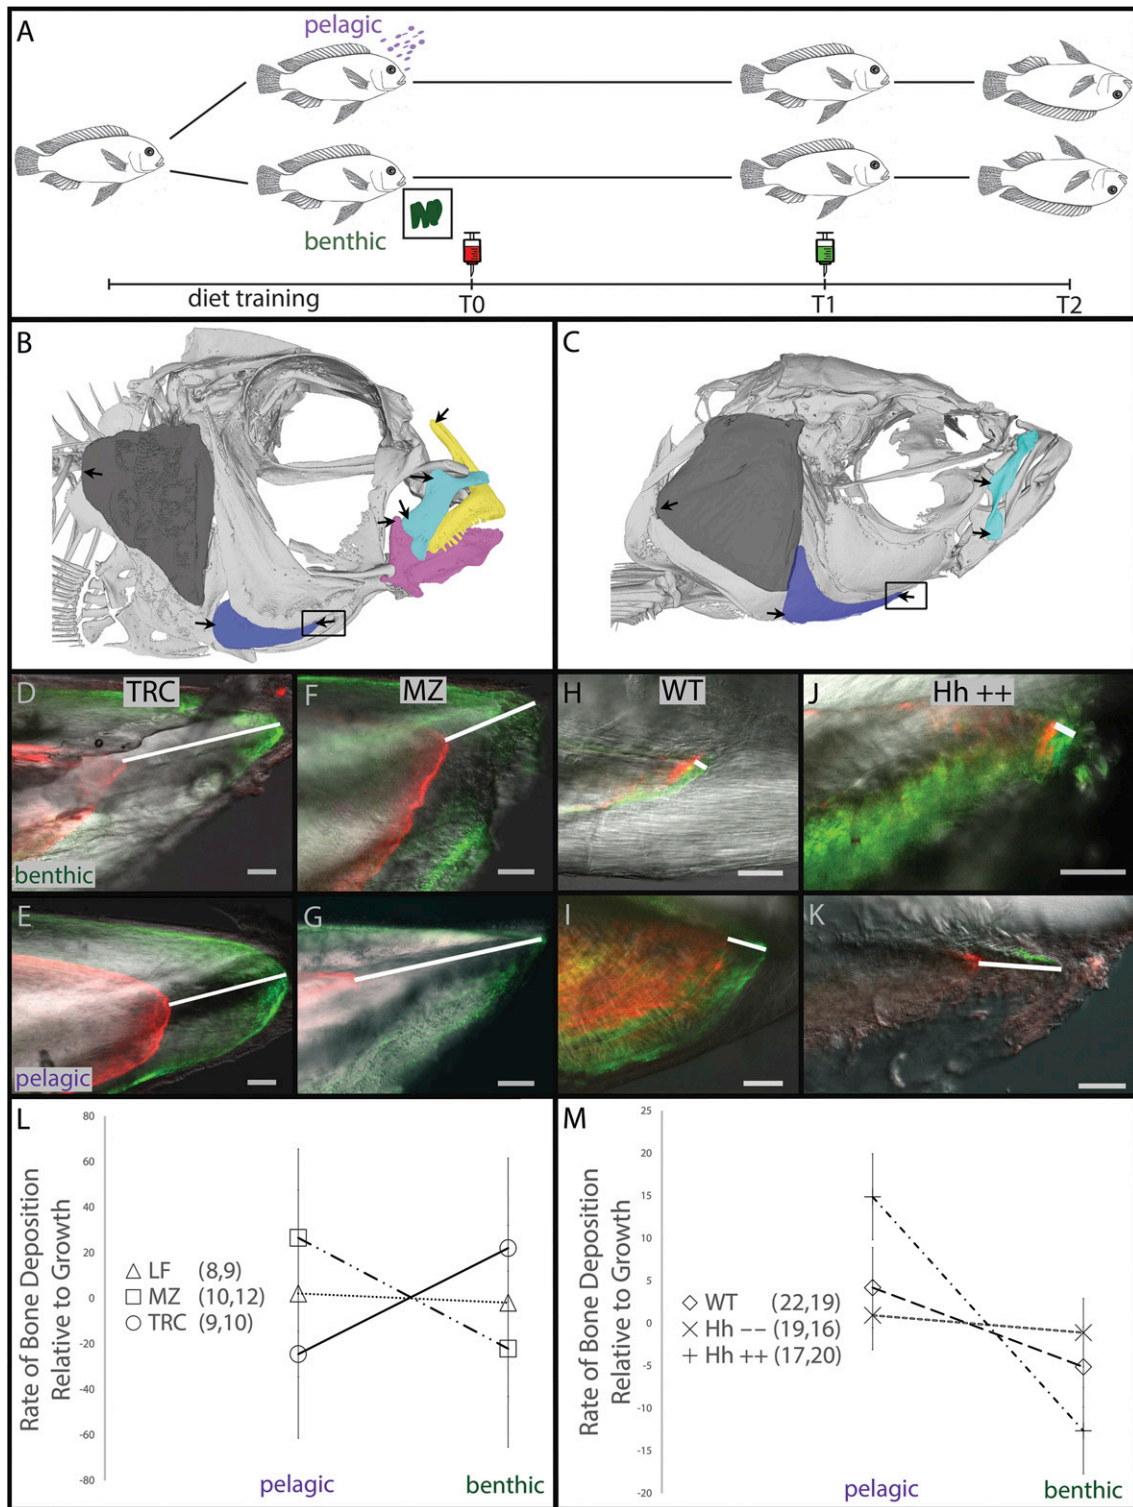 A
pelagic
benthic
diet training
T0
T1
T2
B
C
D
TRC
benthic
F
MZ
H
WT
J
Hh ++
E
pelagic
G
I
K
L
Rate of Bone Deposition
Relative to Growth
80
60
40
20
0
-20
-40
-60
-80
LF (8,9)
MZ (10,12)
TRC (9,10)
pelagic
benthic
M
Rate of Bone Deposition
Relative to Growth
25
20
15
10
5
0
-5
-10
-15
-20
WT (22,19)
Hh -- (19,16)
Hh ++ (17,20)
pelagic
benthic